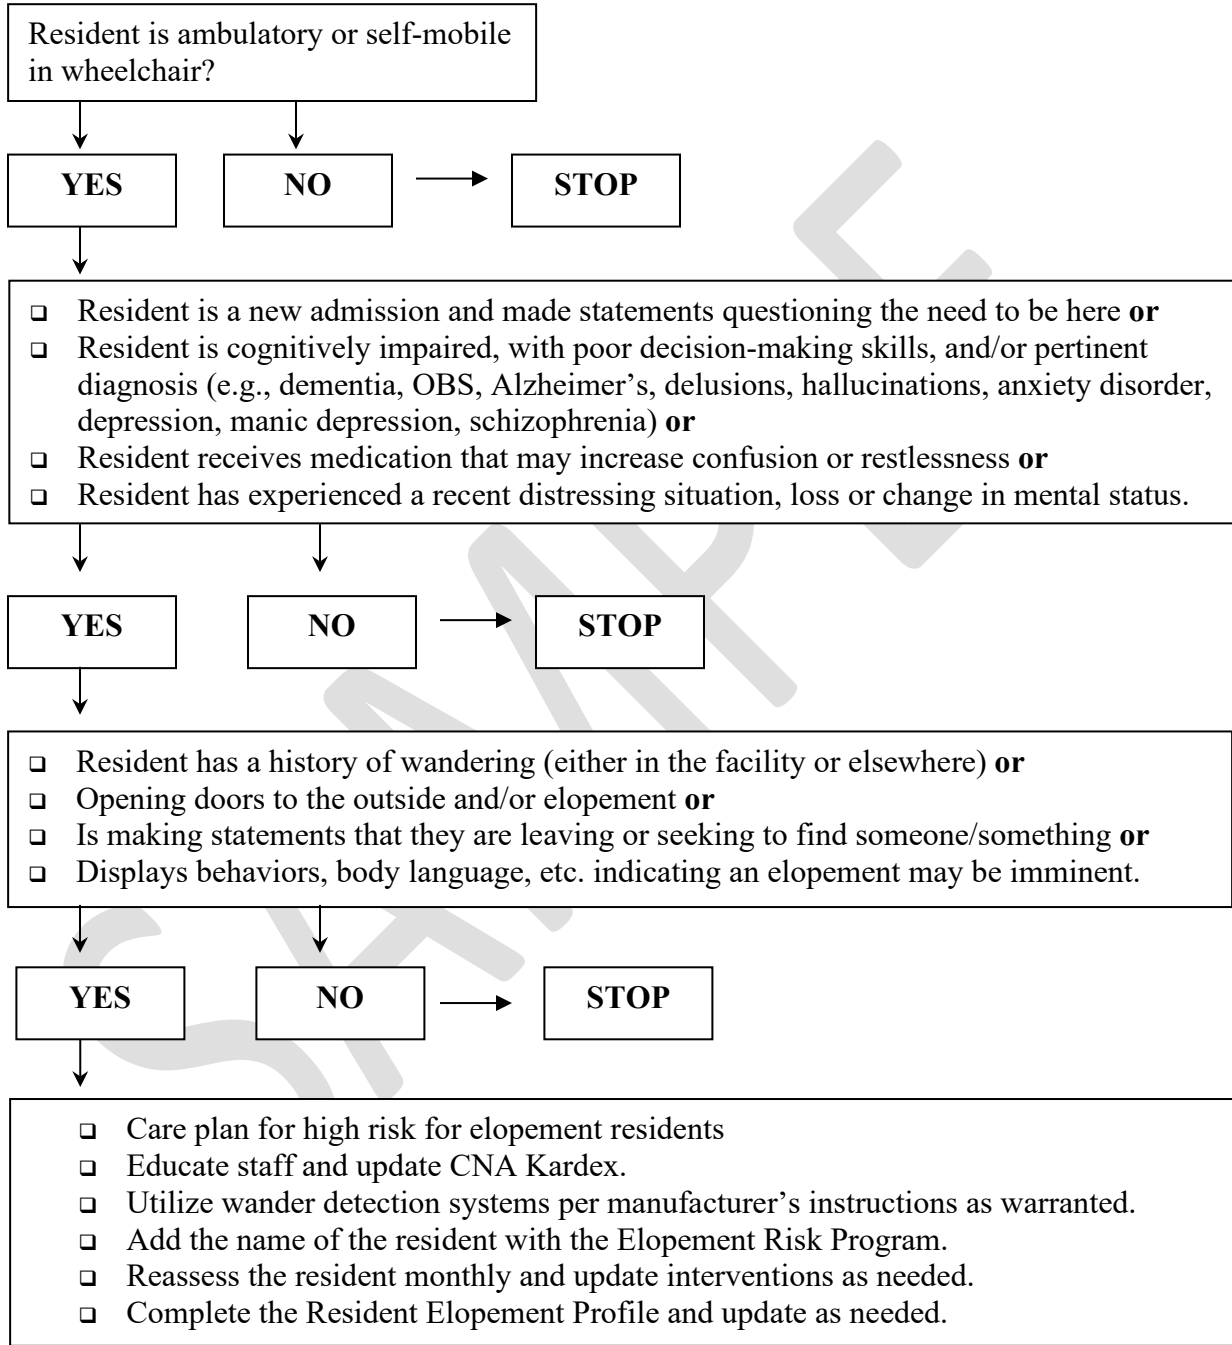 Resident is ambulatory or self-mobile
in wheelchair?
YES NO STOP
❑ Resident is a new admission and made statements questioning the need to be here or
❑ Resident is cognitively impaired, with poor decision-making skills, and/or pertinent
diagnosis (e.g., dementia, OBS, Alzheimer’s, delusions, hallucinations, anxiety disorder,
depression, manic depression, schizophrenia) or
❑ Resident receives medication that may increase confusion or restlessness or
❑ Resident has experienced a recent distressing situation, loss or change in mental status.
YES NO STOP
❑ Resident has a history of wandering (either in the facility or elsewhere) or
❑ Opening doors to the outside and/or elopement or
❑ Is making statements that they are leaving or seeking to find someone/something or
❑ Displays behaviors, body language, etc. indicating an elopement may be imminent.
YES NO STOP
❑ Care plan for high risk for elopement residents
❑ Educate staff and update CNA Kardex.
❑ Utilize wander detection systems per manufacturer’s instructions as warranted.
❑ Add the name of the resident with the Elopement Risk Program.
❑ Reassess the resident monthly and update interventions as needed.
❑ Complete the Resident Elopement Profile and update as needed.
SAMPLE